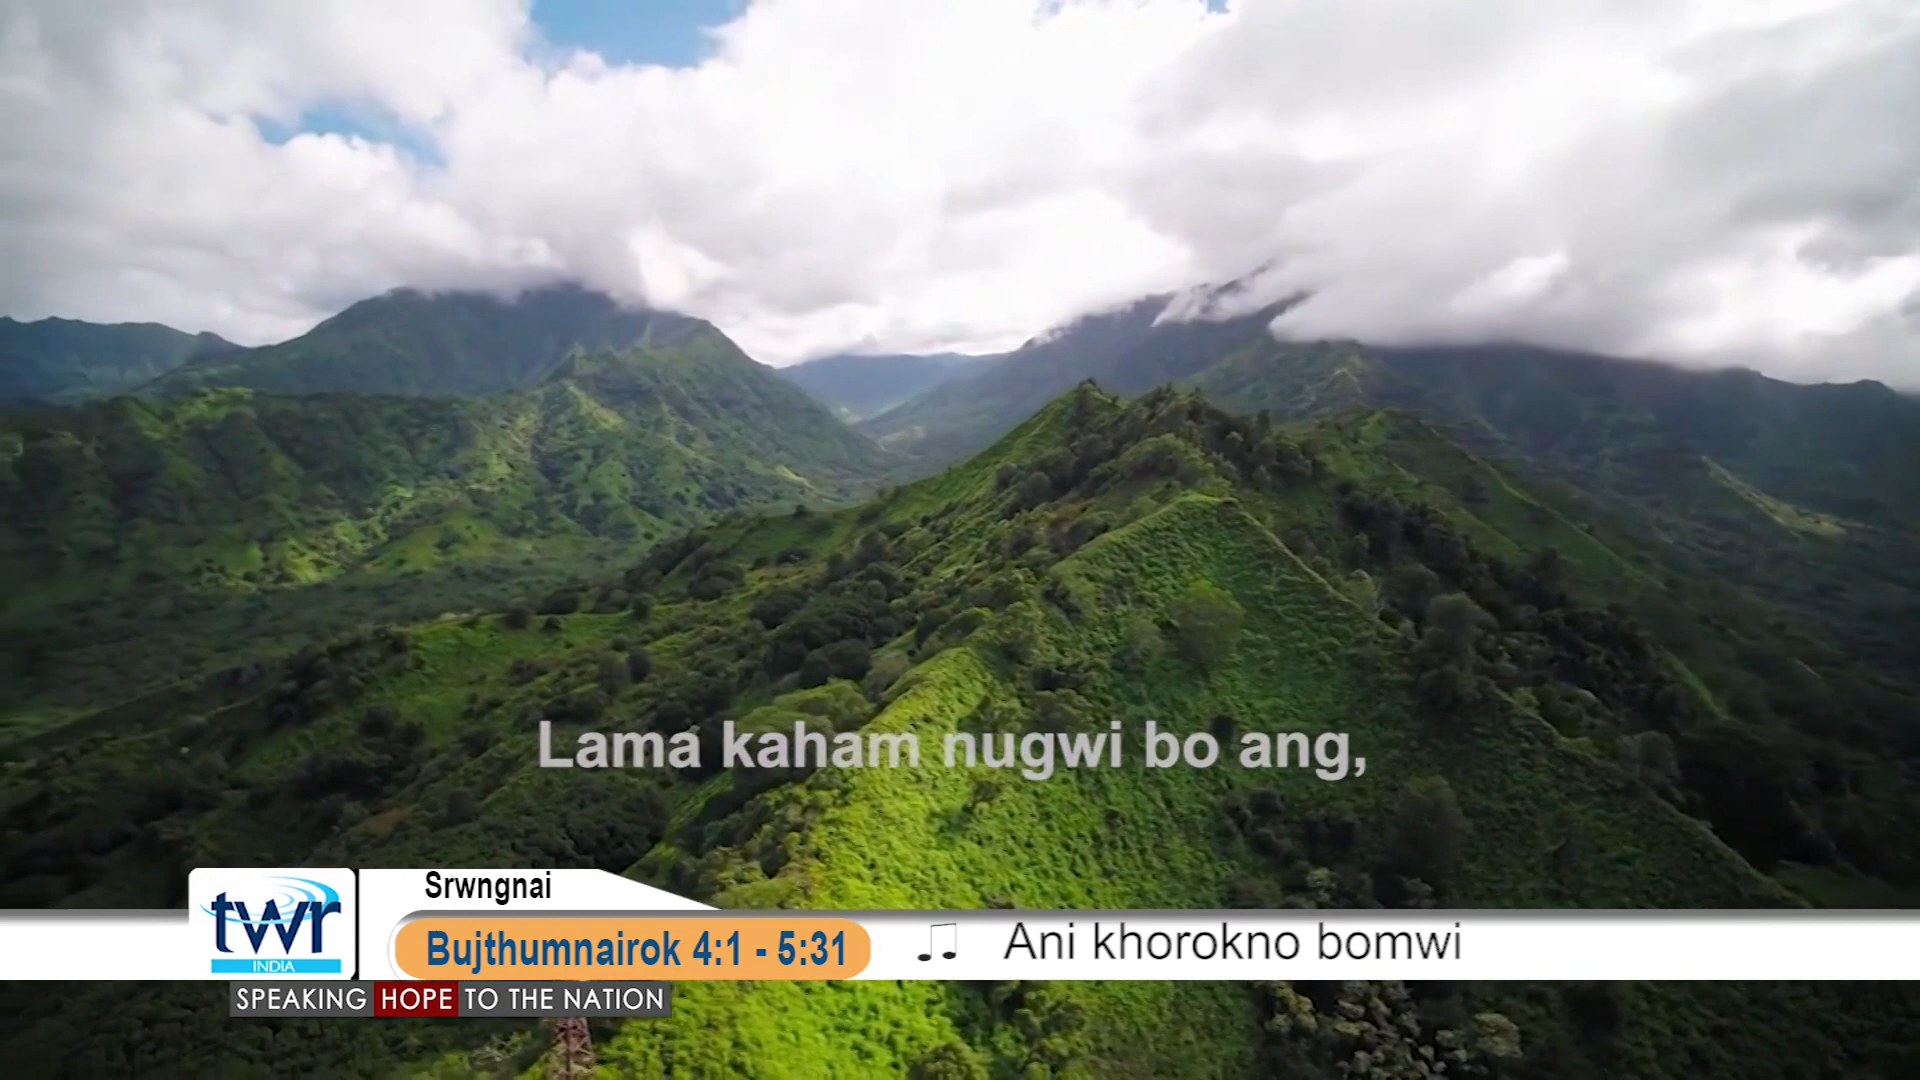 Lama kaham nugwi bo ang,
Srwngnai
Bujthumnairok 4:1 - 5:31
Ani khorokno bomwi
twr
INDIA
SPEAKING HOPE TO THE NATION